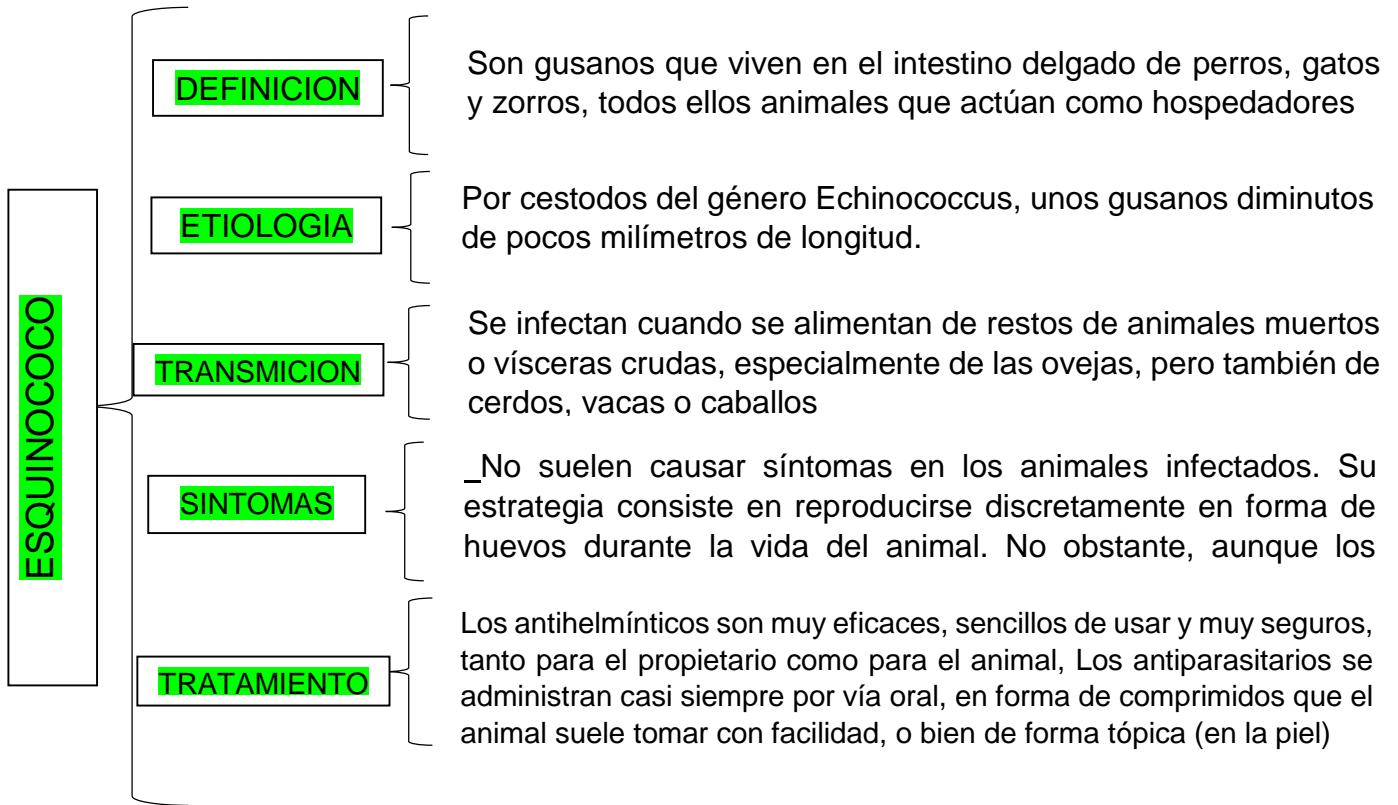 ESQUINOCOCO
DEFINICION
Son gusanos que viven en el intestino delgado de perros, gatos
y zorros, todos ellos animales que actúan como hospedadores
ETIOLOGIA
Por cestodos del género Echinococcus, unos gusanos diminutos
de pocos milímetros de longitud.
TRANSMICION
Se infectan cuando se alimentan de restos de animales muertos
o vísceras crudas, especialmente de las ovejas, pero también de
cerdos, vacas o caballos
SINTOMAS
_No suelen causar síntomas en los animales infectados. Su
estrategia consiste en reproducirse discretamente en forma de
huevos durante la vida del animal. No obstante, aunque los
TRATAMIENTO
Los antihelmínticos son muy eficaces, sencillos de usar y muy seguros,
tanto para el propietario como para el animal, Los antiparasitarios se
administran casi siempre por vía oral, en forma de comprimidos que el
animal suele tomar con facilidad, o bien de forma tópica (en la piel)